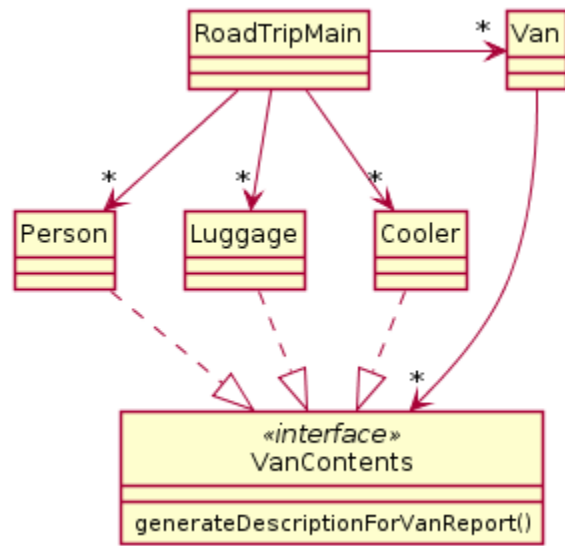 RoadTripMain
*
Van
*
*
*
Person
Luggage
Cooler
*
«interface»
VanContents
generateDescriptionForVanReport()